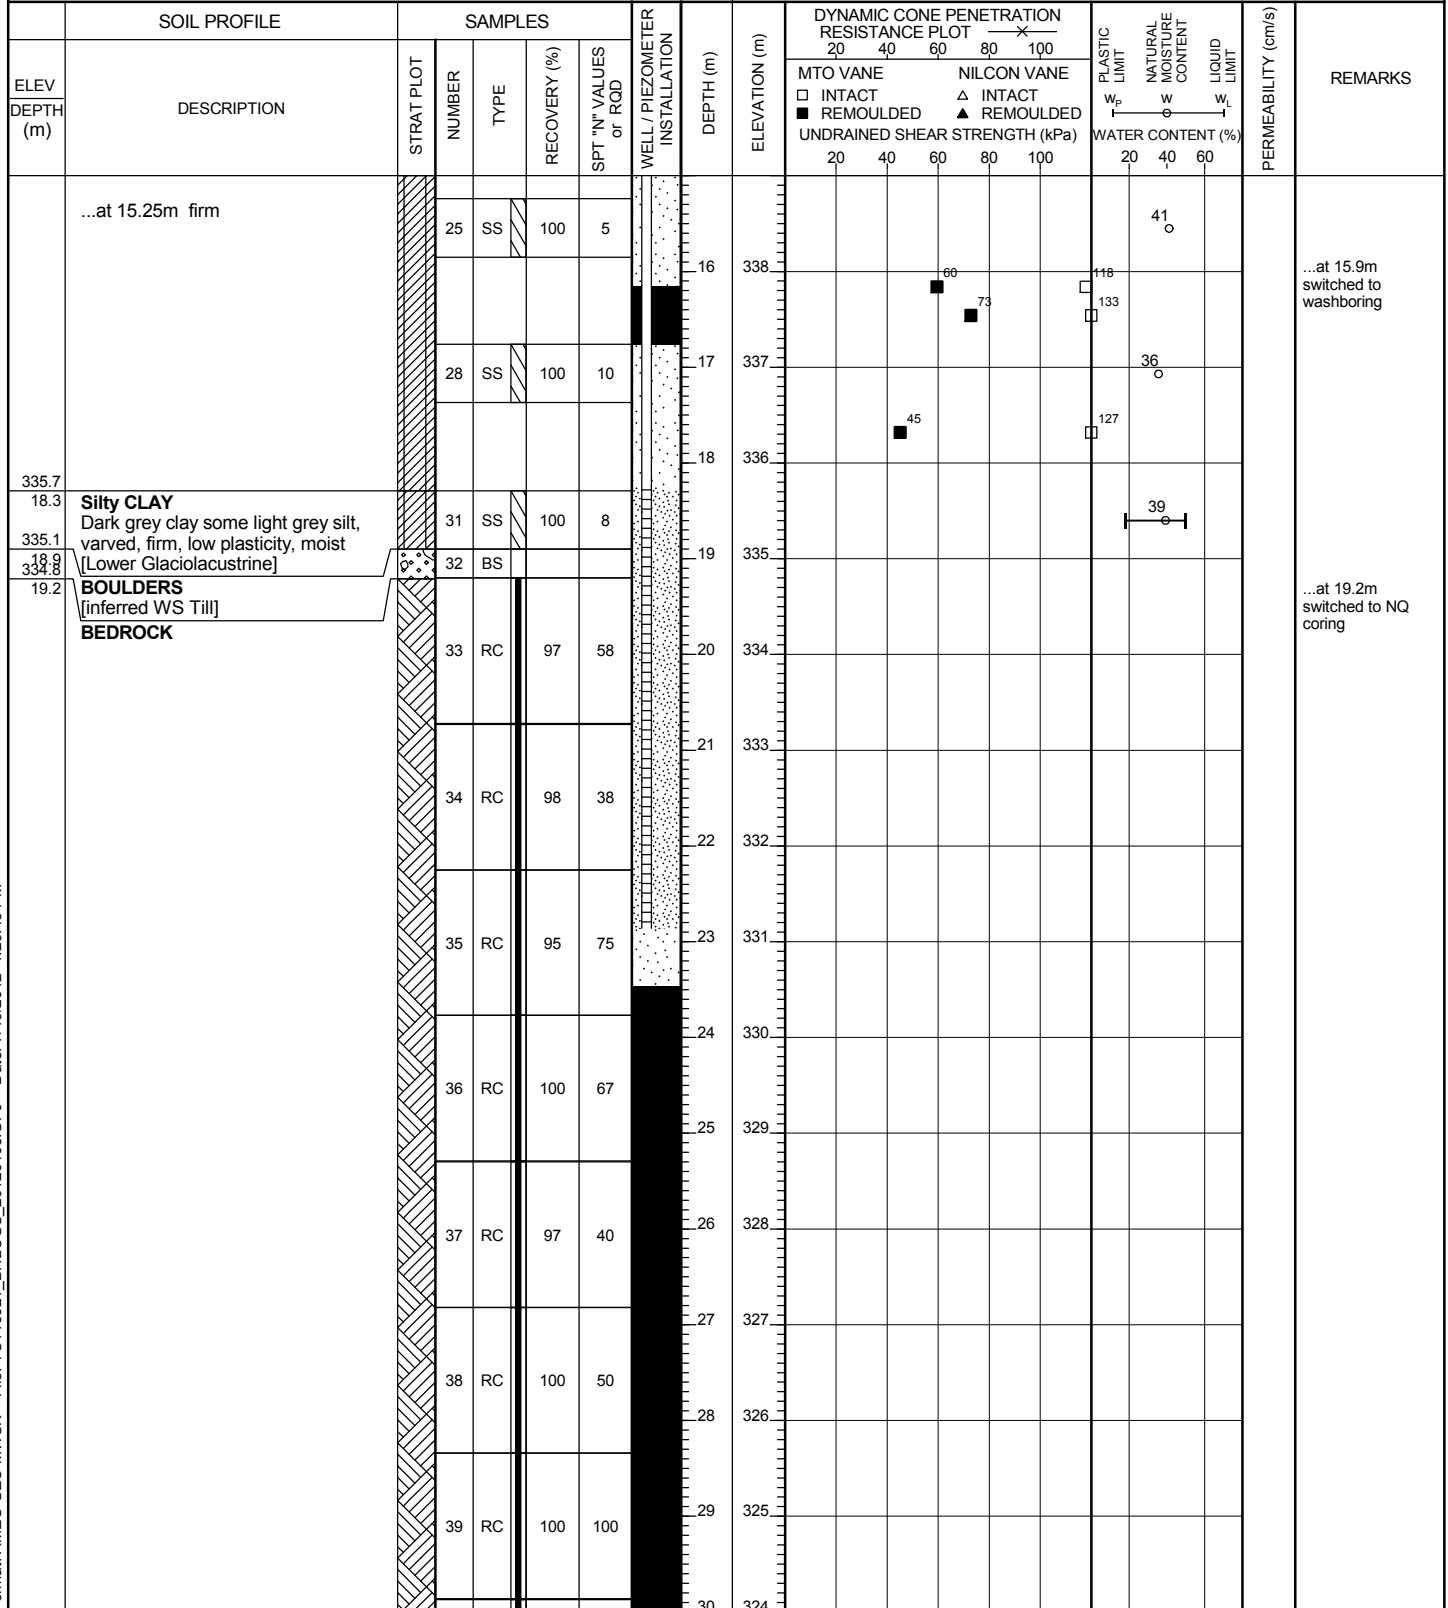 SOIL PROFILE
SAMPLES
ELEV
DEPTH
(m)
DESCRIPTION
STRAT PLOT
NUMBER
TYPE
RECOVERY (%)
SPT "N" VALUES
or RQD
WELL / PIEZOMETER
INSTALLATION
DEPTH (m)
ELEVATION (m)
DYNAMIC CONE PENETRATION
RESISTANCE PLOT
20 40 60 80 100
MTO VANE NILCON VANE
INTACT INTACT
REMOULDED REMOULDED
UNDRAINED SHEAR STRENGTH (kPa)
20 40 60 80 100
PLASTIC
LIMIT
NATURAL
MOISTURE
CONTENT
LIQUID
LIMIT
WP W WL
WATER CONTENT (%)
20 40 60
PERMEABILITY (cm/s)
REMARKS
...at 15.25m firm
25 SS 100 5
41
16 338
60 118
73 133
...at 15.9m
switched to
washboring
17 337
28 SS 100 10
36
45 127
18 336
335.7
18.3
Silty CLAY
Dark grey clay some light grey silt,
varved, firm, low plasticity, moist
[Lower Glaciolacustrine]
31 SS 100 8
39
335.1
18.9
19 335
32 BS
334.8
19.2
BOULDERS
[inferred WS Till]
BEDROCK
...at 19.2m
switched to NQ
coring
33 RC 97 58
20 334
21 333
34 RC 98 38
22 332
35 RC 95 75
23 331
24 330
36 RC 100 67
25 329
26 328
37 RC 97 40
27 327
38 RC 100 50
28 326
29 325
39 RC 100 100
30 324